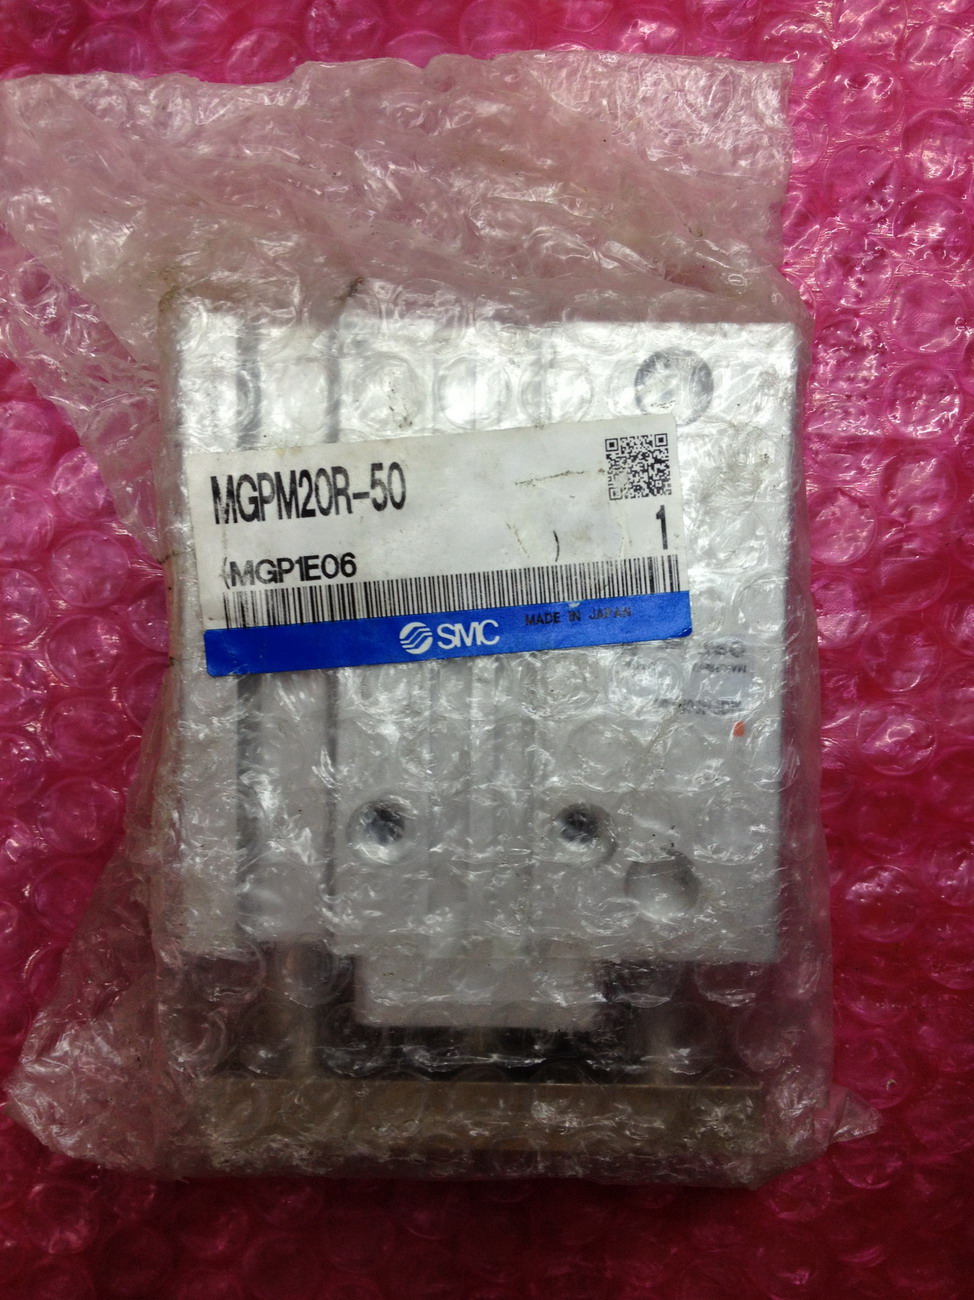 MGPM20R-50
1
(MGP1E06 )
SMC MADE IN JAPAN